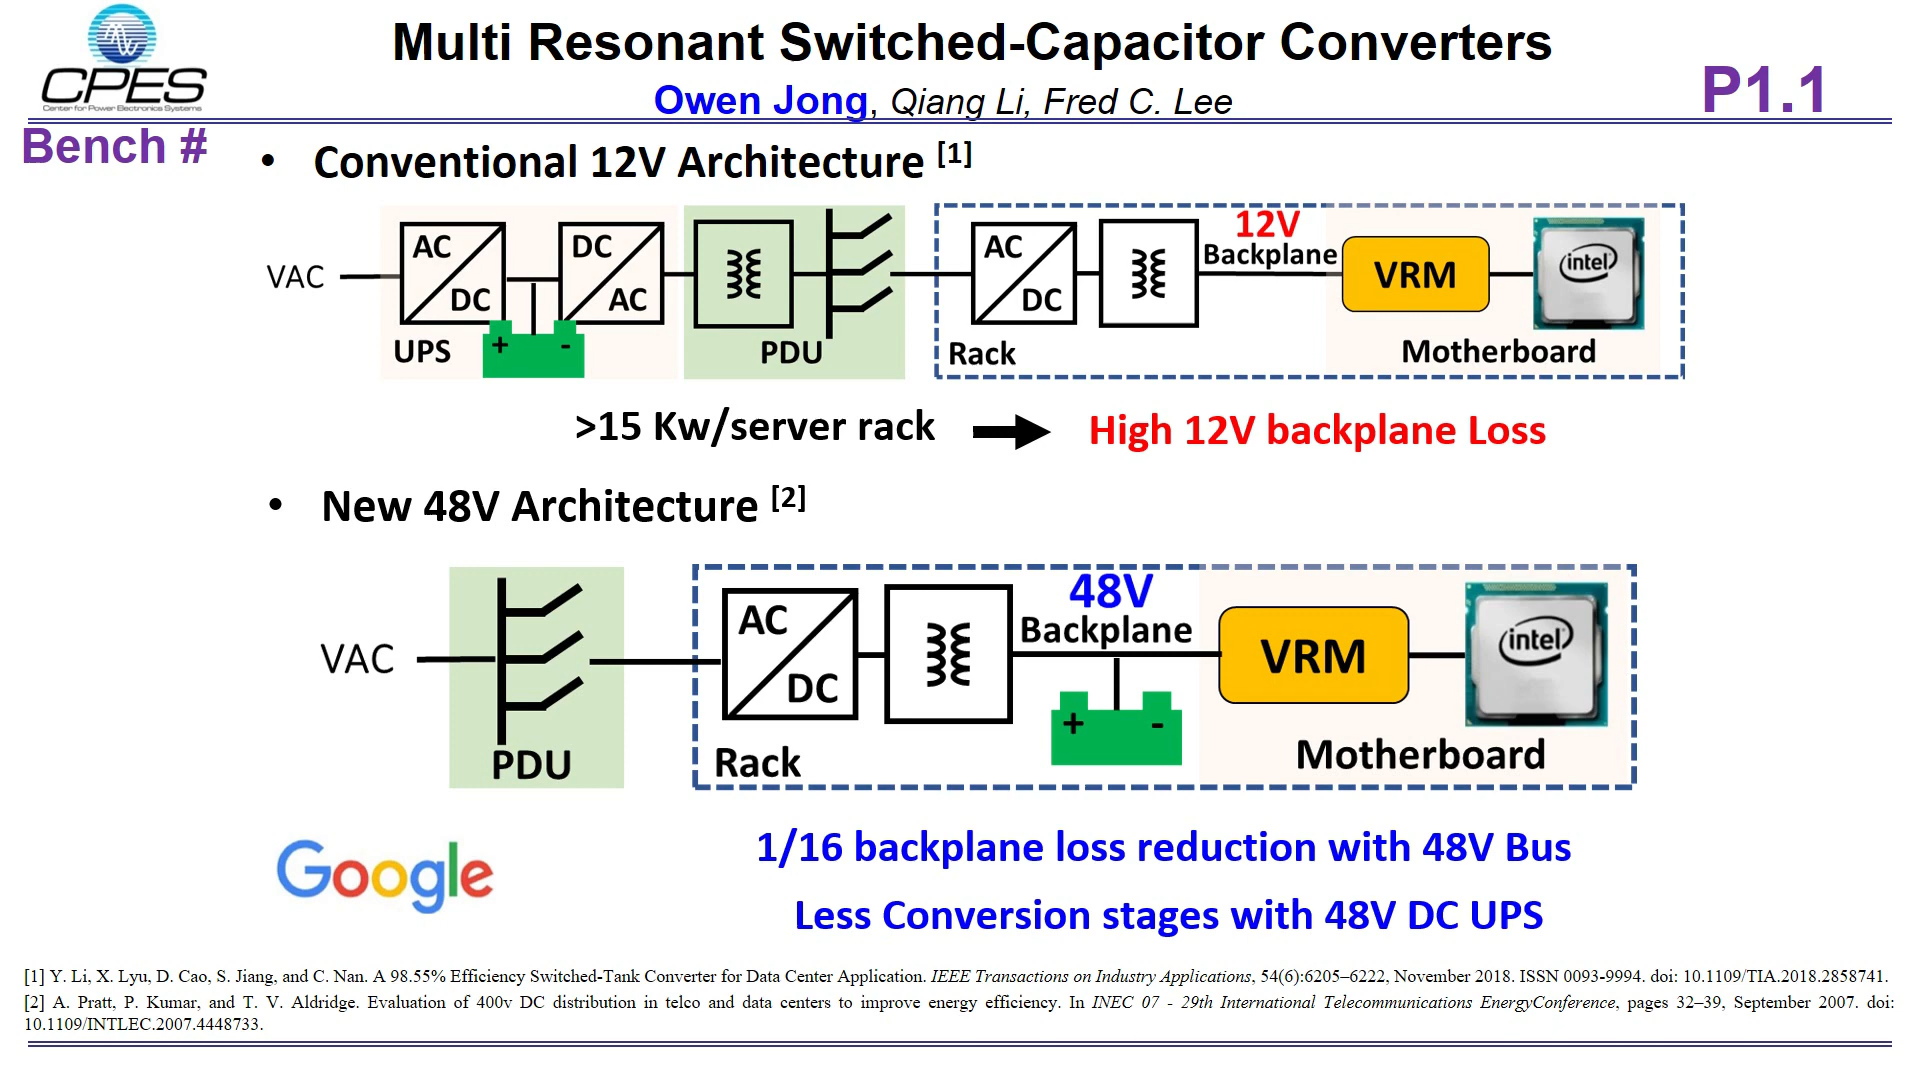 CPES
Center for Power Electronics Systems
Multi Resonant Switched-Capacitor Converters
Owen Jong, Qiang Li, Fred C. Lee
P1.1
Bench #
• Conventional 12V Architecture [1]
VAC
AC
DC
UPS
+ -
DC
AC
PDU
AC
DC
Rack
12V
Backplane
VRM
intel
Motherboard
>15 Kw/server rack
High 12V backplane Loss
• New 48V Architecture [2]
VAC
PDU
AC
DC
Rack
48V
Backplane
+ -
VRM
intel
Motherboard
Google
1/16 backplane loss reduction with 48V Bus
Less Conversion stages with 48V DC UPS
[1] Y. Li, X. Lyu, D. Cao, S. Jiang, and C. Nan. A 98.55% Efficiency Switched-Tank Converter for Data Center Application. IEEE Transactions on Industry Applications, 54(6):6205–6222, November 2018. ISSN 0093-9994. doi: 10.1109/TIA.2018.2858741.
[2] A. Pratt, P. Kumar, and T. V. Aldridge. Evaluation of 400v DC distribution in telco and data centers to improve energy efficiency. In INEC 07 - 29th International Telecommunications EnergyConference, pages 32–39, September 2007. doi:
10.1109/INTLEC.2007.4448733.